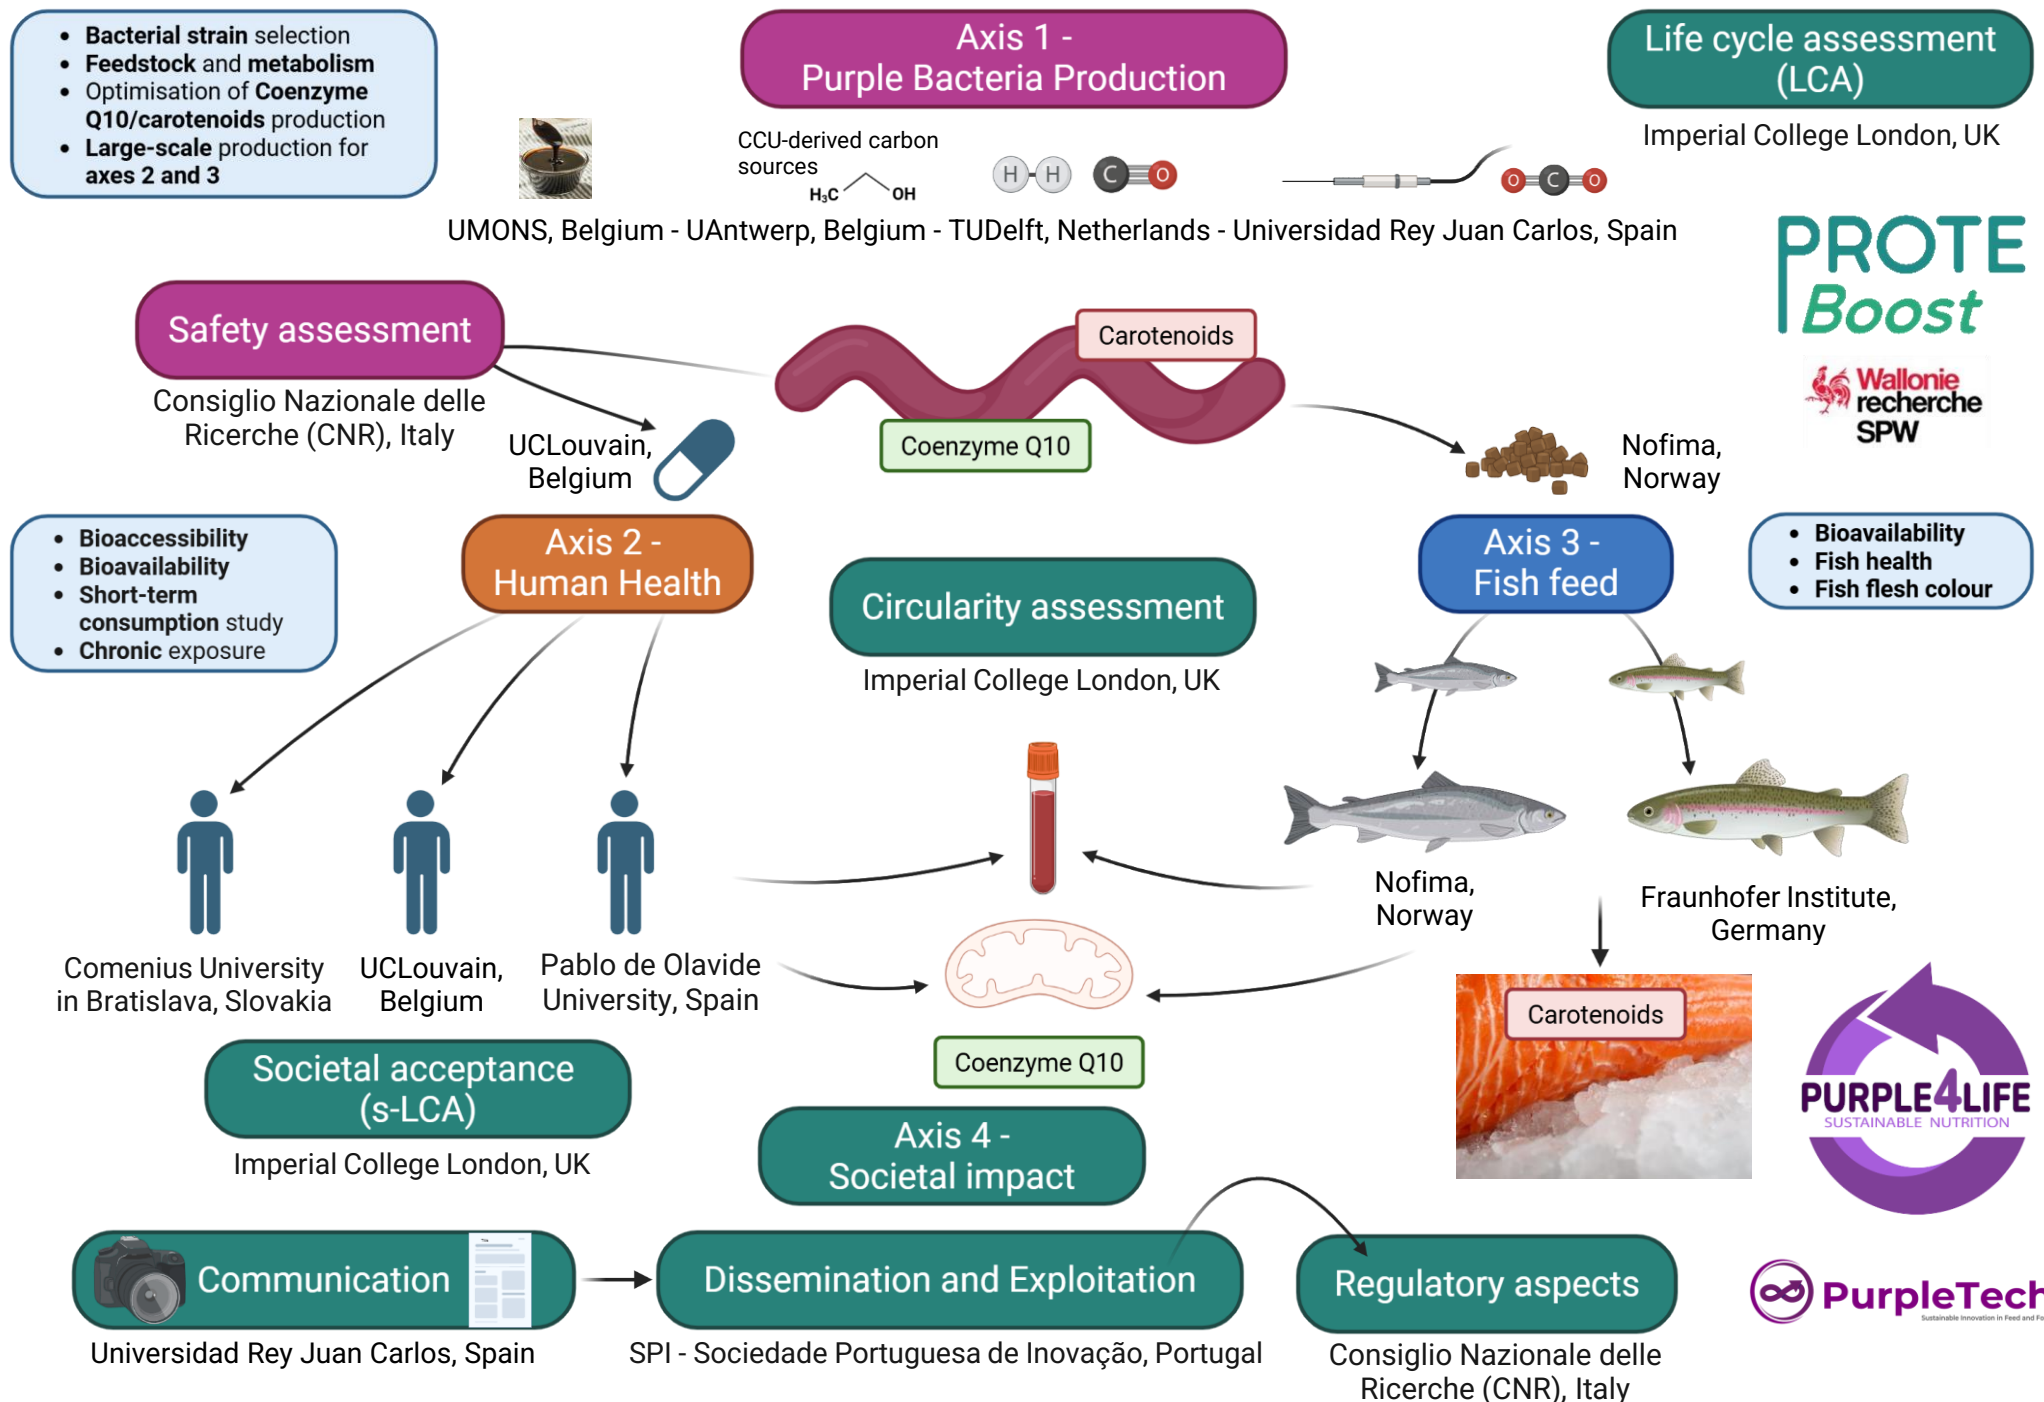 • Bacterial strain selection
• Feedstock and metabolism
• Optimisation of Coenzyme
Q10/carotenoids production
• Large-scale production for
axes 2 and 3
Axis 1 -
Purple Bacteria Production
Life cycle assessment
(LCA)
Imperial College London, UK
CCU-derived carbon
sources
H₃C OH
H H
C O
O C O
UMONS, Belgium - UAntwerp, Belgium - TUDelft, Netherlands - Universidad Rey Juan Carlos, Spain
PROTE
Boost
Wallonie
recherche
SPW
Safety assessment
Consiglio Nazionale delle
Ricerche (CNR), Italy
Carotenoids
Coenzyme Q10
UCLouvain,
Belgium
Nofima,
Norway
• Bioaccessibility
• Bioavailability
• Short-term
consumption study
• Chronic exposure
Axis 2 -
Human Health
Circularity assessment
Imperial College London, UK
Axis 3 -
Fish feed
• Bioavailability
• Fish health
• Fish flesh colour
Nofima,
Norway
Fraunhofer Institute,
Germany
Comenius University
in Bratislava, Slovakia
UCLouvain,
Belgium
Pablo de Olavide
University, Spain
Coenzyme Q10
Carotenoids
PURPLE4LIFE
SUSTAINABLE NUTRITION
Societal acceptance
(s-LCA)
Imperial College London, UK
Axis 4 -
Societal impact
Communication
Universidad Rey Juan Carlos, Spain
Dissemination and Exploitation
SPI - Sociedade Portuguesa de Inovação, Portugal
Regulatory aspects
Consiglio Nazionale delle
Ricerche (CNR), Italy
PurpleTech
Sustainable Innovation in Feed and Fo